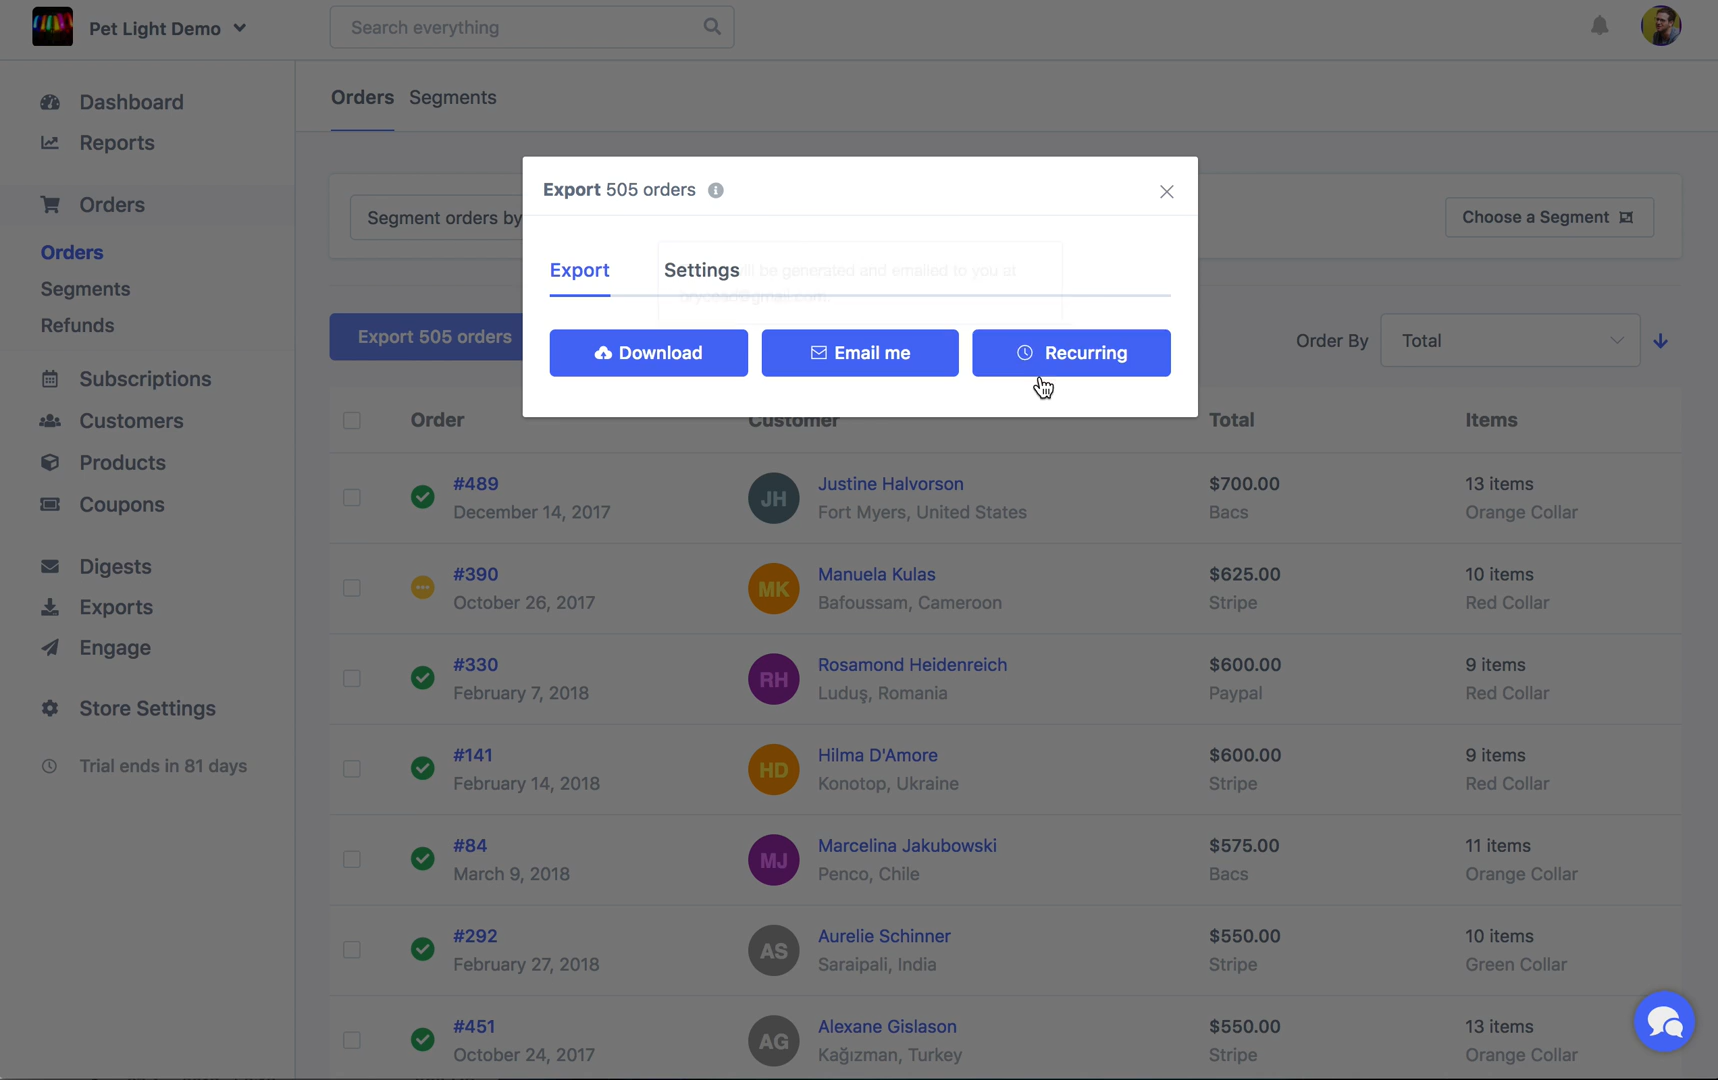 Pet Light Demo
Search everything
Dashboard
Reports
Orders
Orders
Segments
Refunds
Subscriptions
Customers
Products
Coupons
Digests
Exports
Engage
Store Settings
Trial ends in 81 days
Orders Segments
Segment orders by
Choose a Segment
Export 505 orders
Order By
Total
Export 505 orders
Export
Settings
be generated and emailed to you at
Download
Email me
Recurring
Order Customer Total Items
#489 JH Justine Halvorson $700.00 13 items
December 14, 2017 Fort Myers, United States Bacs Orange Collar
#390 MK Manuela Kulas $625.00 10 items
October 26, 2017 Bafoussam, Cameroon Stripe Red Collar
#330 RH Rosamond Heidenreich $600.00 9 items
February 7, 2018 Luduş, Romania Paypal Red Collar
#141 HD Hilma D'Amore $600.00 9 items
February 14, 2018 Konotop, Ukraine Stripe Red Collar
#84 MJ Marcelina Jakubowski $575.00 11 items
March 9, 2018 Penco, Chile Bacs Orange Collar
#292 AS Aurelie Schinner $550.00 10 items
February 27, 2018 Saraipali, India Stripe Green Collar
#451 AG Alexane Gislason $550.00 13 items
October 24, 2017 Kağızman, Turkey Stripe Orange Collar